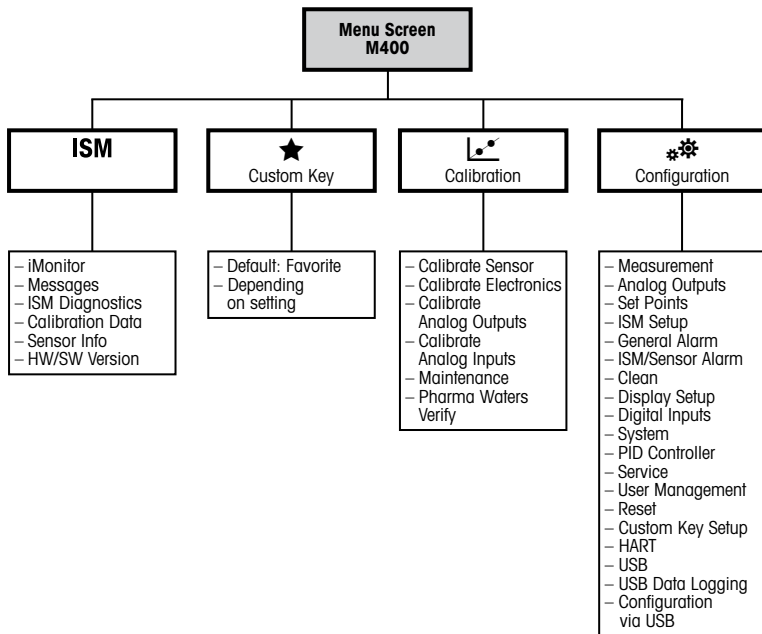 Menu Screen
M400
ISM
Custom Key
Calibration
Configuration
– iMonitor
– Messages
– ISM Diagnostics
– Calibration Data
– Sensor Info
– HW/SW Version
– Default: Favorite
– Depending
on setting
– Calibrate Sensor
– Calibrate Electronics
– Calibrate
Analog Outputs
– Calibrate
Analog Inputs
– Maintenance
– Pharma Waters
Verify
– Measurement
– Analog Outputs
– Set Points
– ISM Setup
– General Alarm
– ISM/Sensor Alarm
– Clean
– Display Setup
– Digital Inputs
– System
– PID Controller
– Service
– User Management
– Reset
– Custom Key Setup
– HART
– USB
– USB Data Logging
– Configuration
via USB